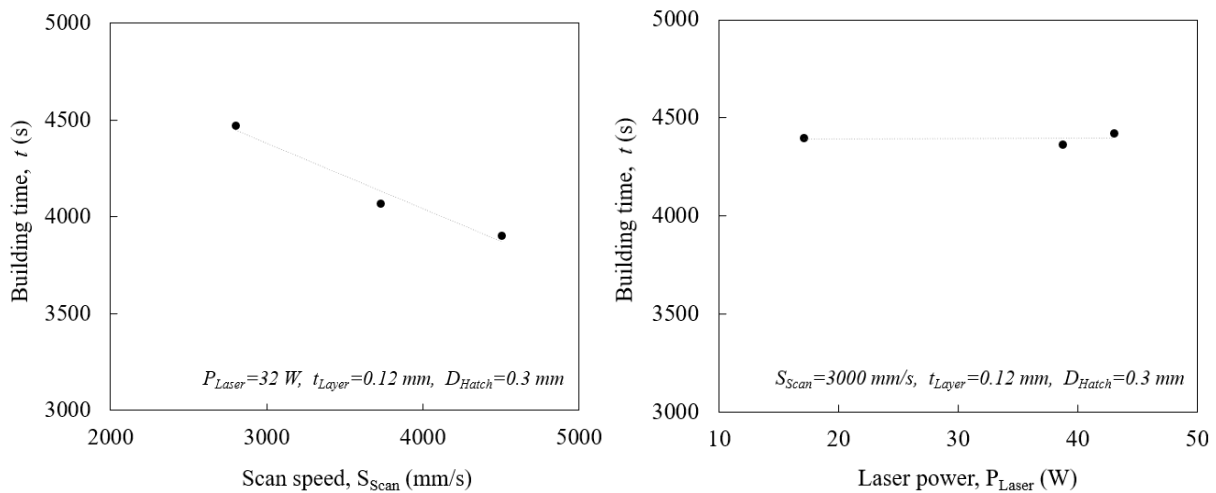 5000
4500
4000
3500
3000
Building time, t (s)
P_Laser=32 W, t_Layer=0.12 mm, D_Hatch=0.3 mm
2000 3000 4000 5000
Scan speed, S_Scan (mm/s)
5000
4500
4000
3500
3000
Building time, t (s)
S_Scan=3000 mm/s, t_Layer=0.12 mm, D_Hatch=0.3 mm
10 20 30 40 50
Laser power, P_Laser (W)